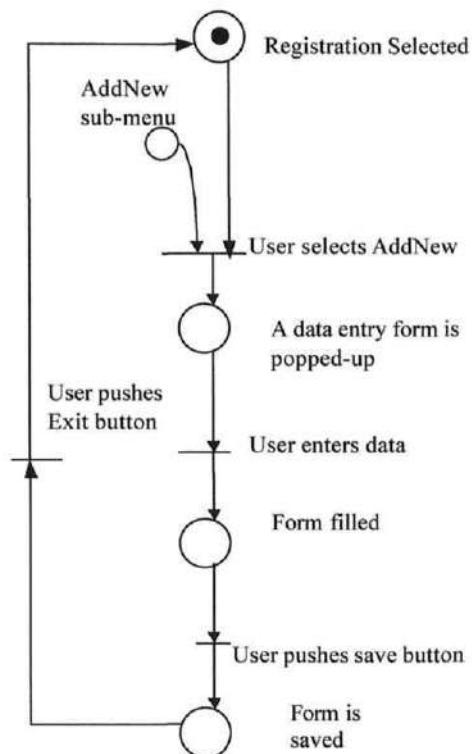 Registration Selected
AddNew
sub-menu
User selects AddNew
A data entry form is
popped-up
User pushes
Exit button
User enters data
Form filled
User pushes save button
Form is
saved